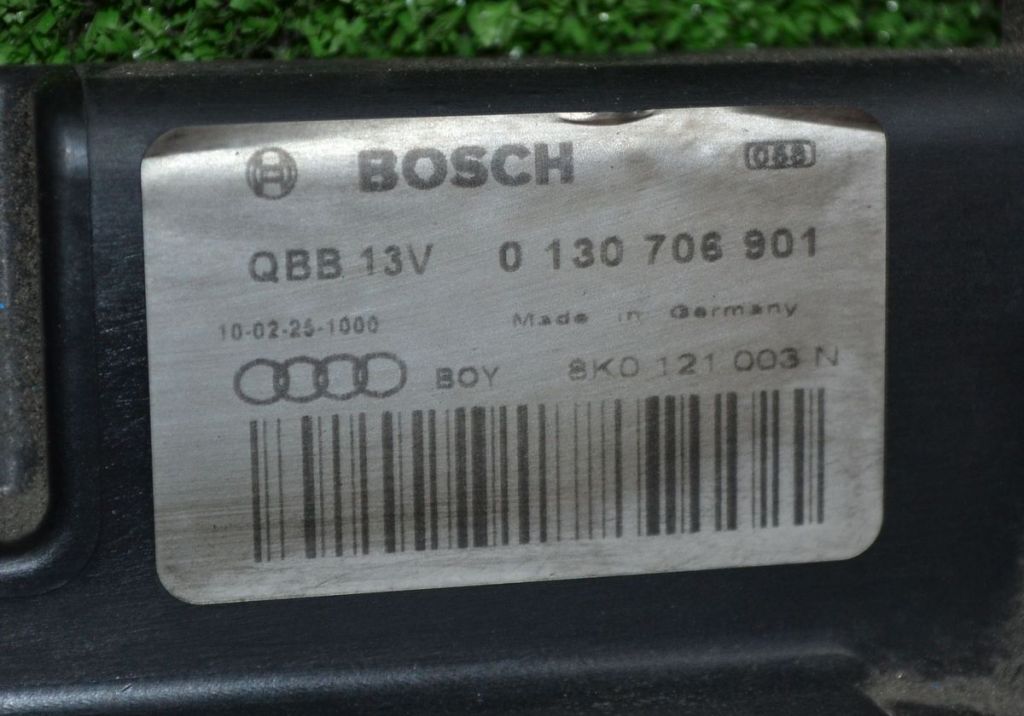 BOSCH 088
QBB 13V 0 130 706 901
10-02-25-1000 Made in Germany
BOY 8K0 121 003 N